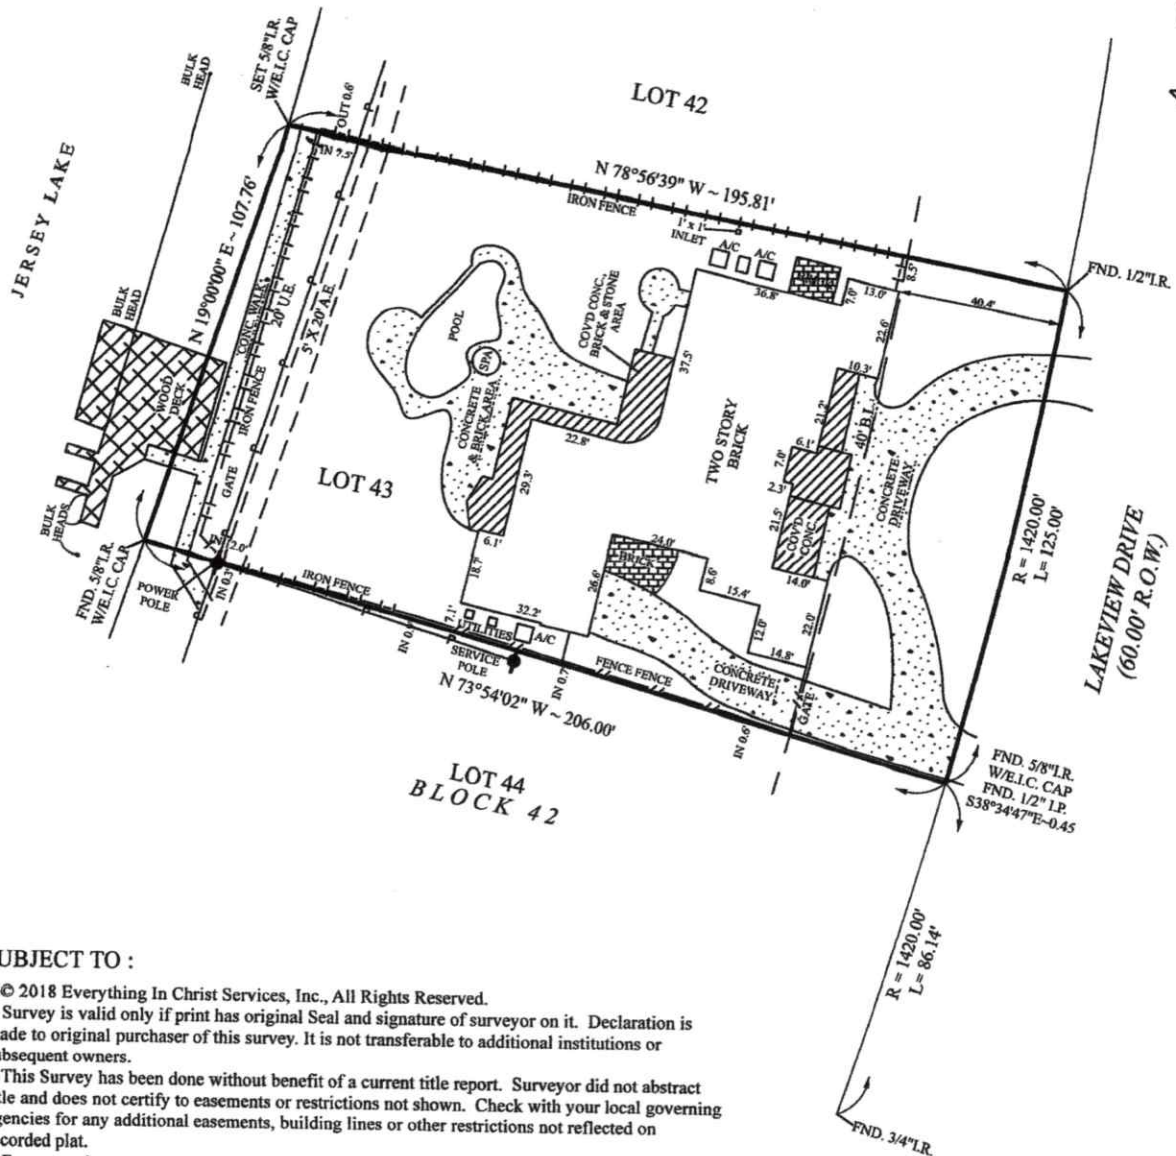 LOT 42
JERSEY LAKE
BULK
HEAD
SET 5/8"I.R.
W/E.I.C. CAP
OUT 0.6'
IN 7.5'
N 78°56'39" W ~ 195.81'
IRON FENCE
1' x 1'
INLET
A/C
A/C
36.8'
7.0'
13.0'
8.5'
40.4'
FND. 1/2"I.R.
N 19°00'00" E ~ 107.76'
BULK
HEAD
WOOD
DECK
CONC. WALK
20' U.E.
IRON FENCE
5' X 20' A.E.
GATE
BULK
HEADS
POOL
SPA
CONCRETE
& BRICK AREA
COV'D CONC.,
BRICK & STONE
AREA
37.5'
22.8'
29.3'
6.1'
18.7'
TWO STORY
BRICK
22.6'
10.3'
21.2'
40' B.L.
6.1'
7.0'
2.3'
21.5'
COV'D
CONC.
14.0'
CONCRETE
DRIVEWAY
R = 1420.00'
L = 125.00'
LAKEVIEW DRIVE
(60.00' R.O.W.)
LOT 43
FND. 5/8"I.R.
W/E.I.C. CAP
POWER
POLE
IN 2.0'
IN 0.3'
IRON FENCE
24.0'
BRICK
26.6'
8.6'
15.4'
12.0'
14.8'
22.0'
7.1'
32.2'
UTILITIES
A/C
SERVICE
POLE
IN 0.7'
FENCE FENCE
CONCRETE
DRIVEWAY
GATE
IN 0.6'
N 73°54'02" W ~ 206.00'
LOT 44
BLOCK 42
FND. 5/8"I.R.
W/E.I.C. CAP
FND. 1/2" I.P.
S38°34'47"E~0.45
R = 1420.00'
L = 86.14'
FND. 3/4"I.R.
UBJECT TO :
© 2018 Everything In Christ Services, Inc., All Rights Reserved.
Survey is valid only if print has original Seal and signature of surveyor on it. Declaration is
ade to original purchaser of this survey. It is not transferable to additional institutions or
bsequent owners.
This Survey has been done without benefit of a current title report. Surveyor did not abstract
tle and does not certify to easements or restrictions not shown. Check with your local governing
gencies for any additional easements, building lines or other restrictions not reflected on
corded plat.